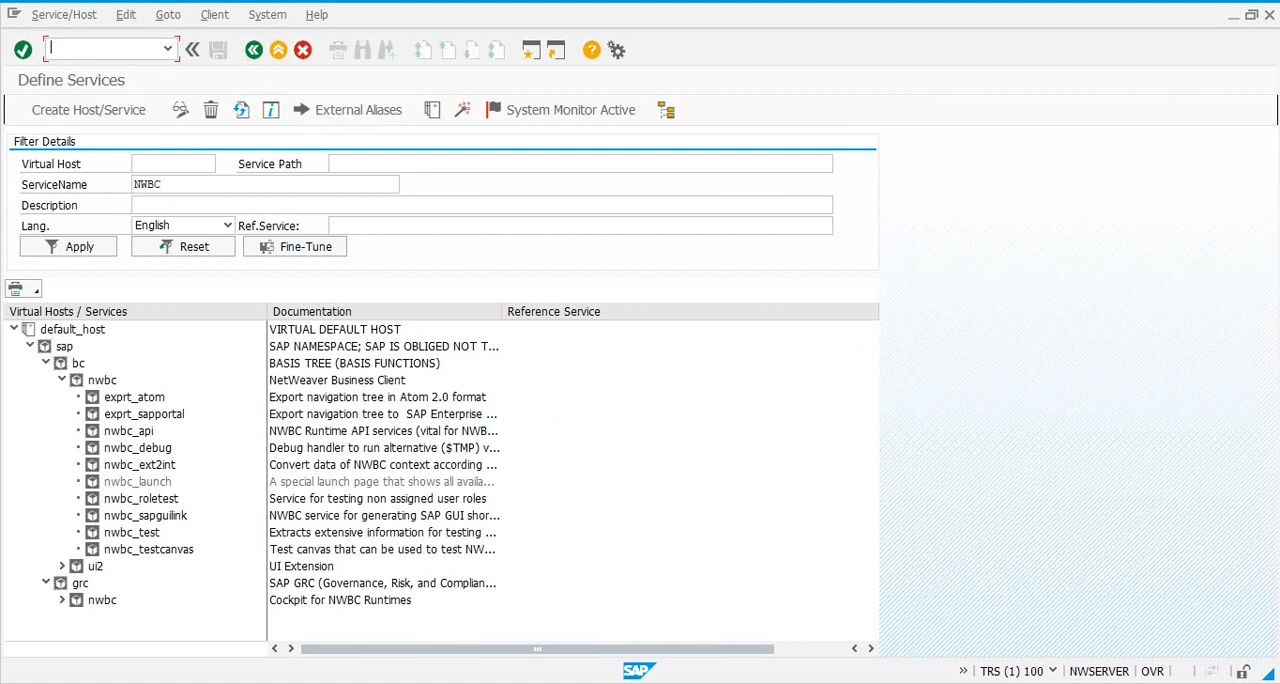 Service/Host Edit Goto Client System Help
Define Services
Create Host/Service External Aliases System Monitor Active
Filter Details
Virtual Host Service Path
ServiceName NWBC
Description
Lang. English Ref.Service:
Apply Reset Fine-Tune
Virtual Hosts / Services Documentation Reference Service
default_host VIRTUAL DEFAULT HOST
sap SAP NAMESPACE; SAP IS OBLIGED NOT T...
bc BASIS TREE (BASIS FUNCTIONS)
nwbc NetWeaver Business Client
exprt_atom Export navigation tree in Atom 2.0 format
exprt_sapportal Export navigation tree to SAP Enterprise ...
nwbc_api NWBC Runtime API services (vital for NWB...
nwbc_debug Debug handler to run alternative ($TMP) v...
nwbc_ext2int Convert data of NWBC context according ...
nwbc_launch A special launch page that shows all availa...
nwbc_roletest Service for testing non assigned user roles
nwbc_sapguilink NWBC service for generating SAP GUI shor...
nwbc_test Extracts extensive information for testing ...
nwbc_testcanvas Test canvas that can be used to test NW...
ui2 UI Extension
grc SAP GRC (Governance, Risk, and Complian...
nwbc Cockpit for NWBC Runtimes
SAP TRS (1) 100 NWSERVER OVR